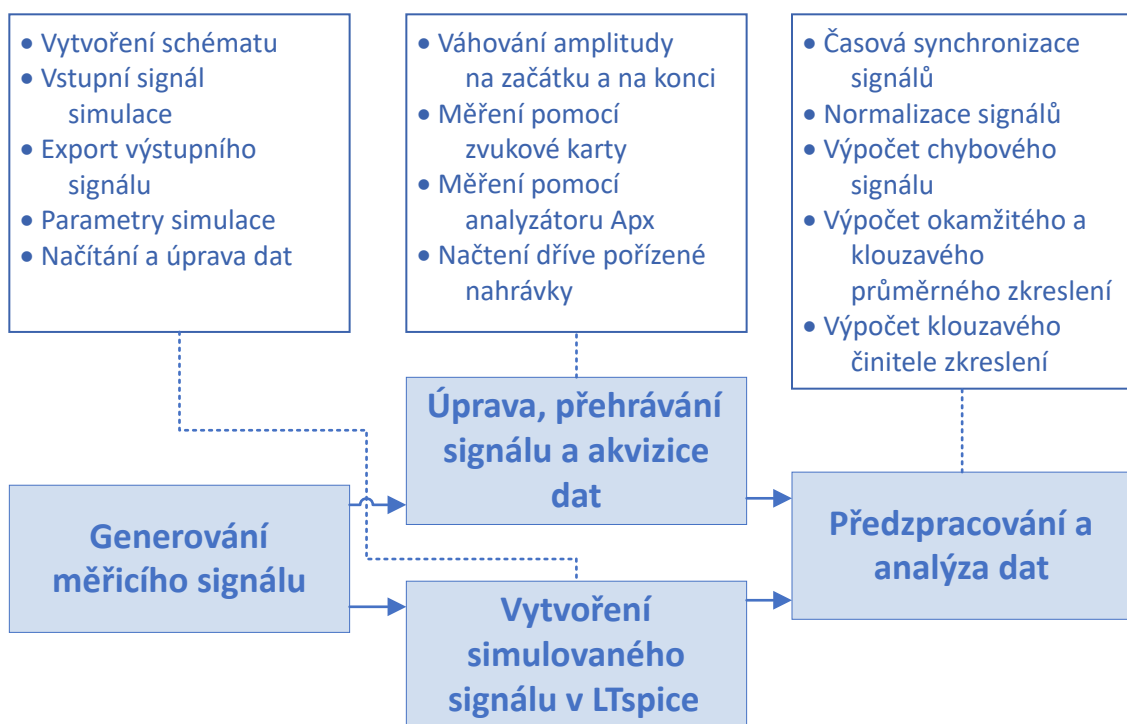 • Vytvoření schématu
• Vstupní signál
simulace
• Export výstupního
signálu
• Parametry simulace
• Načítání a úprava dat
• Váhování amplitudy
na začátku a na konci
• Měření pomocí
zvukové karty
• Měření pomocí
analyzátoru Apx
• Načtení dříve pořízené
nahrávky
• Časová synchronizace
signálů
• Normalizace signálů
• Výpočet chybového
signálu
• Výpočet okamžitého a
klouzavého
průměrného zkreslení
• Výpočet klouzavého
činitele zkreslení
Úprava, přehrávání
signálu a akvizice
dat
Generování
měřicího signálu
Předzpracování a
analýza dat
Vytvoření
simulovaného
signálu v LTspice